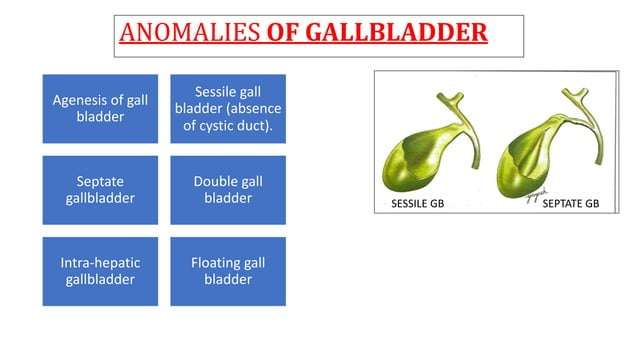 ANOMALIES OF GALLBLADDER
Agenesis of gall
bladder
Sessile gall
bladder (absence
of cystic duct).
Septate
gallbladder
Double gall
bladder
Intra-hepatic
gallbladder
Floating gall
bladder
SESSILE GB
SEPTATE GB